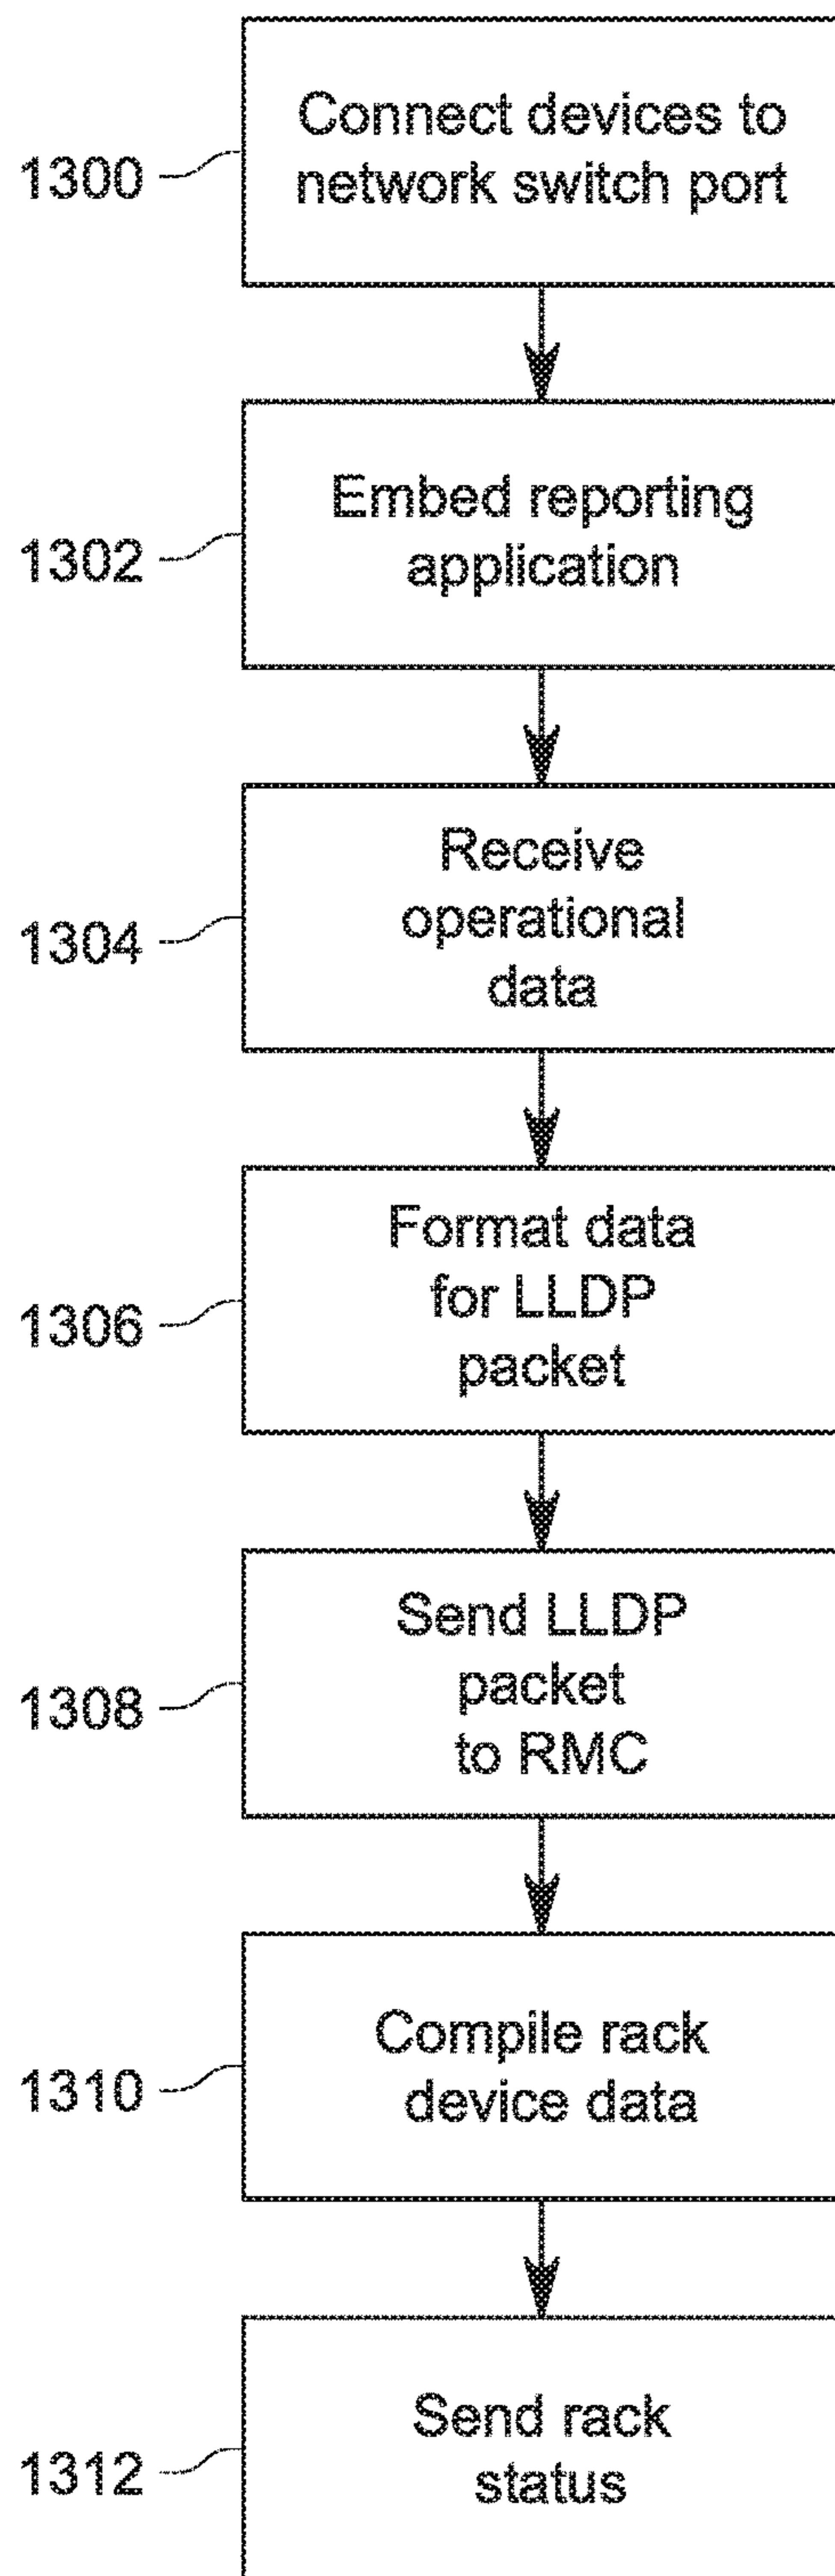 Connect devices to
1300
network switch port
Embed reporting
1302
application
Receive
operational
1304
data
Format data
for LLDP
1306
packet
Send LLDP
packet
1308
to RMC
Compile rack
1310
device data
Send rack
1312
status